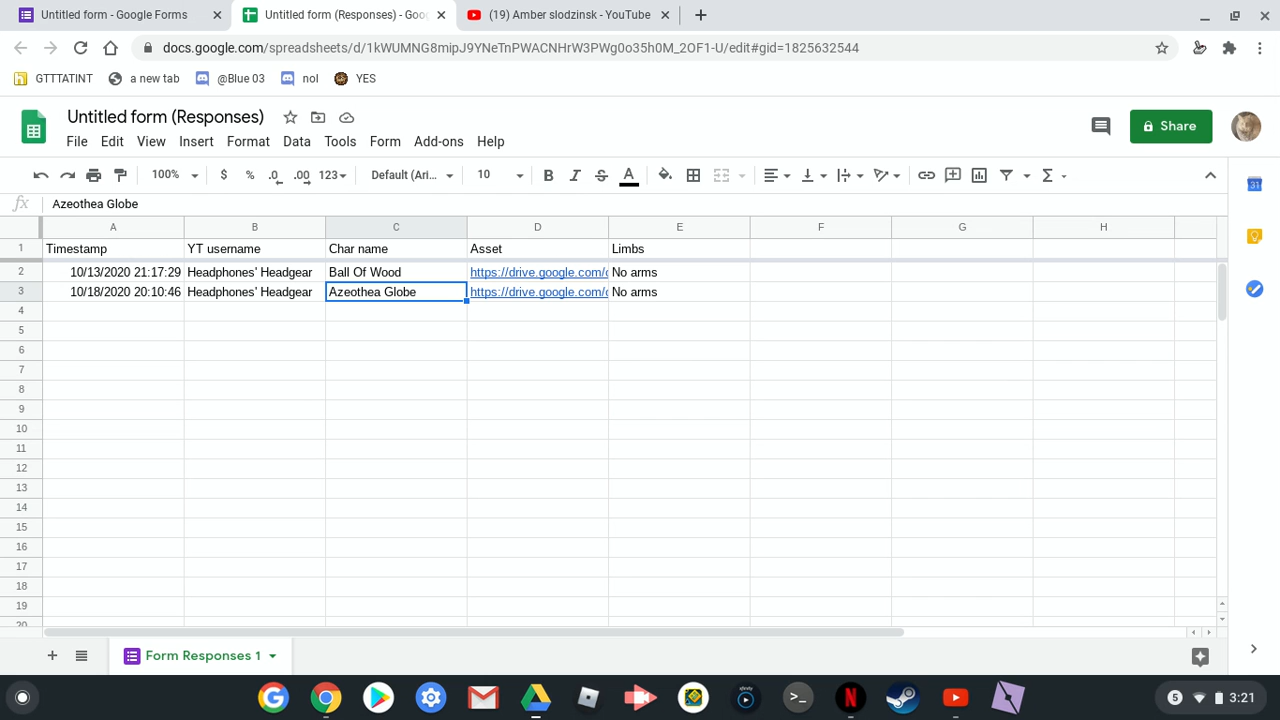 Untitled form - Google Forms
Untitled form (Responses) - Goo
(19) Amber slodzinsk - YouTube
docs.google.com/spreadsheets/d/1kWUMNG8mipJ9YNeTnPWACNHrW3PWg0o35h0M_2OF1-U/edit#gid=1825632544
GTTTATINT
a new tab
@Blue 03
nol
YES
Untitled form (Responses)
Share
File Edit View Insert Format Data Tools Form Add-ons Help
100% $ % .0 .00 123 Default (Ari... 10 B I S A
31
fx Azeothea Globe
A B C D E F G H
1 Timestamp YT username Char name Asset Limbs
2 10/13/2020 21:17:29 Headphones' Headgear Ball Of Wood https://drive.google.com/o No arms
3 10/18/2020 20:10:46 Headphones' Headgear Azeothea Globe https://drive.google.com/o No arms
4
5
6
7
8
9
10
11
12
13
14
15
16
17
18
19
20
Form Responses 1
5 3:21